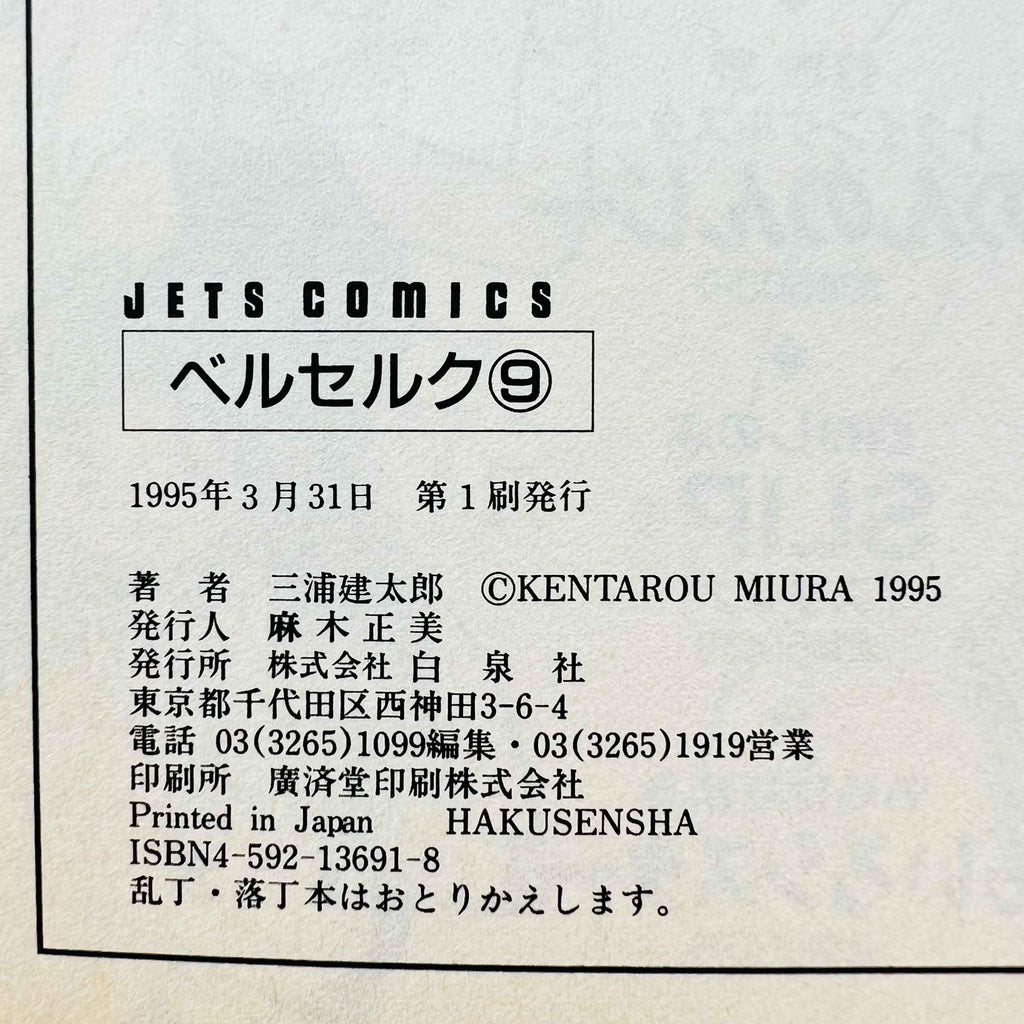 JETS COMICS
ベルセルク⑨
1995年3月31日　第1刷発行
著　者　三浦建太郎　©KENTAROU MIURA 1995
発行人　麻木正美
発行所　株式会社 白泉社
東京都千代田区西神田3-6-4
電話 03(3265)1099編集・03(3265)1919営業
印刷所　廣済堂印刷株式会社
Printed in Japan　HAKUSENSHA
ISBN4-592-13691-8
乱丁・落丁本はおとりかえします。